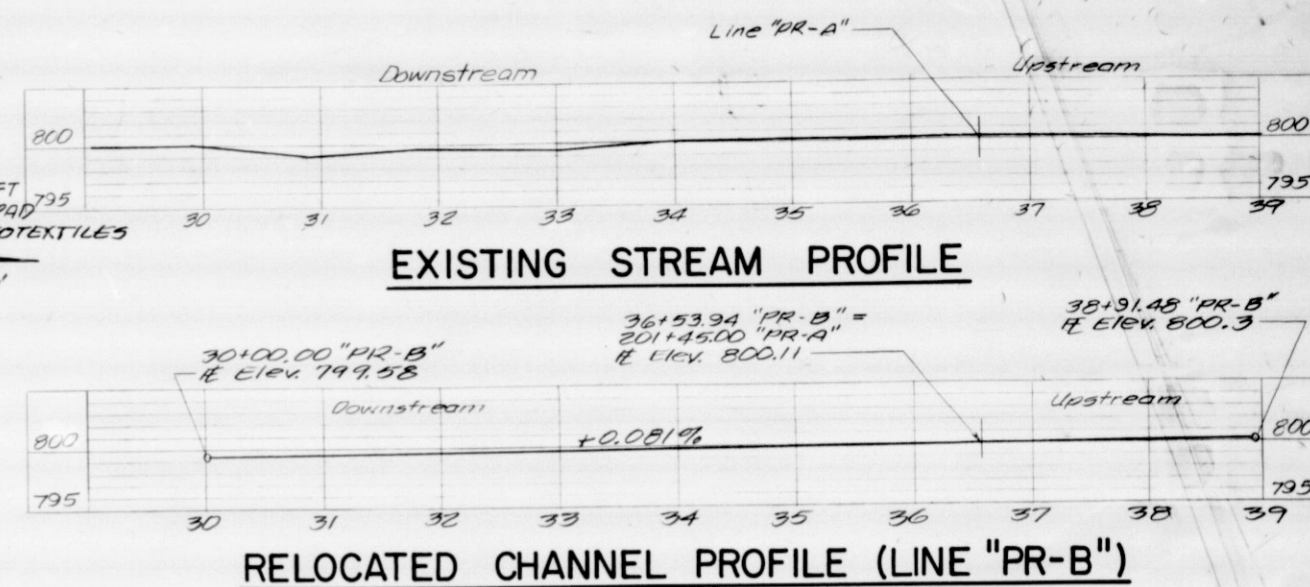 Line "PR-A"
Downstream
Upstream
800
800
795
795
30 31 32 33 34 35 36 37 38 39
FT
PAD
OTEXTILES
EXISTING STREAM PROFILE
30+00.00 "PR-B"
℄ Elev. 799.58
36+53.94 "PR-B" =
201+45.00 "PR-A"
℄ Elev. 800.11
38+91.48 "PR-B"
℄ Elev. 800.3
Downstream
Upstream
+0.081%
800
800
795
795
30 31 32 33 34 35 36 37 38 39
RELOCATED CHANNEL PROFILE (LINE "PR-B")